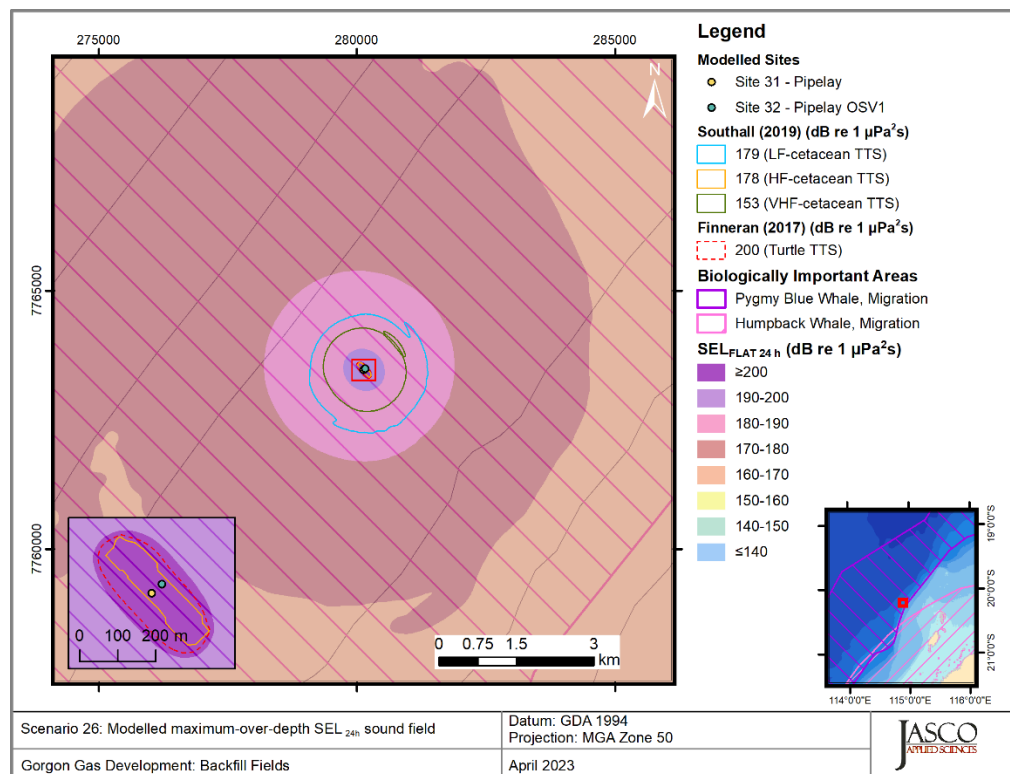 275000
280000
285000
7765000
7760000
N
0 100 200 m
0 0.75 1.5 3
km
Legend
Modelled Sites
Site 31 - Pipelay
Site 32 - Pipelay OSV1
Southall (2019) (dB re 1 µPa²s)
179 (LF-cetacean TTS)
178 (HF-cetacean TTS)
153 (VHF-cetacean TTS)
Finneran (2017) (dB re 1 µPa²s)
200 (Turtle TTS)
Biologically Important Areas
Pygmy Blue Whale, Migration
Humpback Whale, Migration
SEL FLAT 24 h (dB re 1 µPa²s)
≥200
190-200
180-190
170-180
160-170
150-160
140-150
≤140
19°0'0"S
20°0'0"S
21°0'0"S
114°0'0"E 115°0'0"E 116°0'0"E
Scenario 26: Modelled maximum-over-depth SEL 24h sound field
Datum: GDA 1994
Projection: MGA Zone 50
Gorgon Gas Development: Backfill Fields
April 2023
JASCO
APPLIED SCIENCES